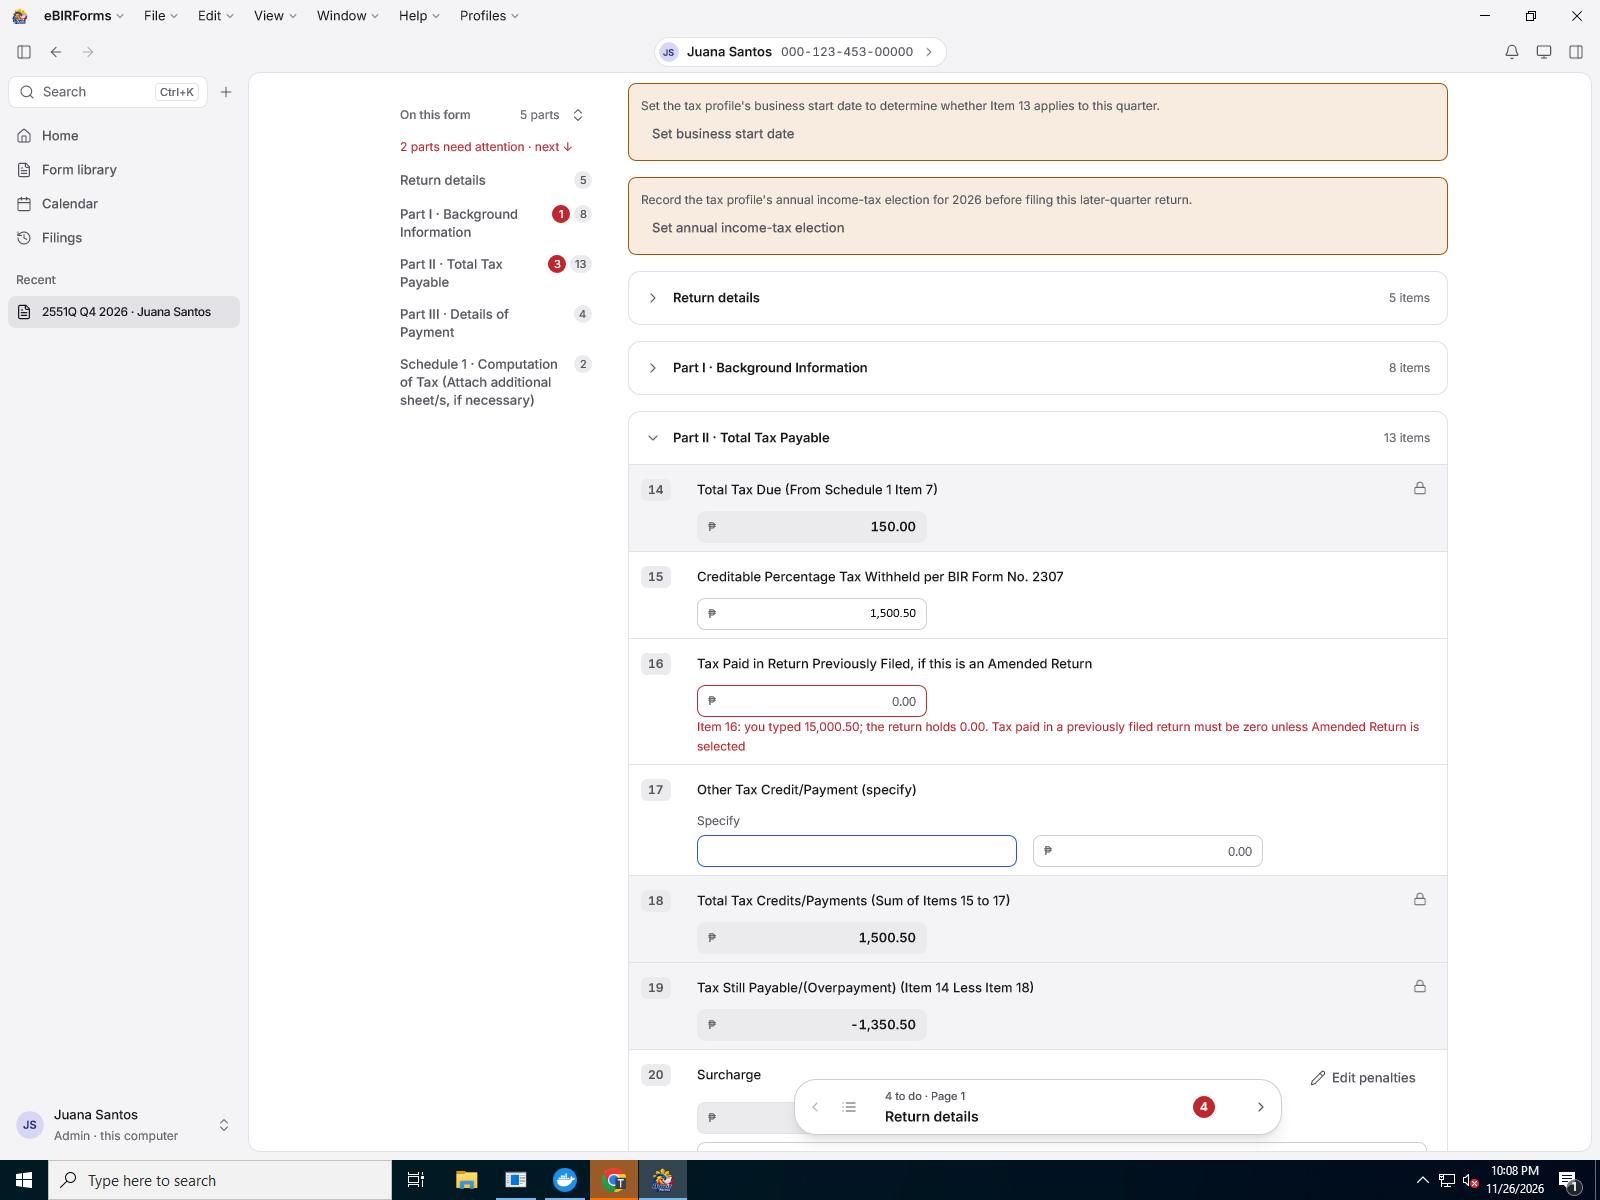 eBIRForms File Edit View Window Help Profiles
JS Juana Santos 000-123-453-00000
Search Ctrl+K
Home
Form library
Calendar
Filings
Recent
2551Q Q4 2026 · Juana Santos
On this form 5 parts
2 parts need attention · next ↓
Return details 5
Part I · Background
Information
1 8
Part II · Total Tax
Payable
3 13
Part III · Details of
Payment
4
Schedule 1 · Computation
of Tax (Attach additional
sheet/s, if necessary)
2
Set the tax profile's business start date to determine whether Item 13 applies to this quarter.
Set business start date
Record the tax profile's annual income-tax election for 2026 before filing this later-quarter return.
Set annual income-tax election
Return details 5 items
Part I · Background Information 8 items
Part II · Total Tax Payable 13 items
14 Total Tax Due (From Schedule 1 Item 7)
₱ 150.00
15 Creditable Percentage Tax Withheld per BIR Form No. 2307
₱ 1,500.50
16 Tax Paid in Return Previously Filed, if this is an Amended Return
₱ 0.00
Item 16: you typed 15,000.50; the return holds 0.00. Tax paid in a previously filed return must be zero unless Amended Return is
selected
17 Other Tax Credit/Payment (specify)
Specify
₱ 0.00
18 Total Tax Credits/Payments (Sum of Items 15 to 17)
₱ 1,500.50
19 Tax Still Payable/(Overpayment) (Item 14 Less Item 18)
₱ -1,350.50
20 Surcharge Edit penalties
₱
4 to do · Page 1
Return details
4
JS Juana Santos
Admin · this computer
Type here to search
10:08 PM
11/26/2026
1